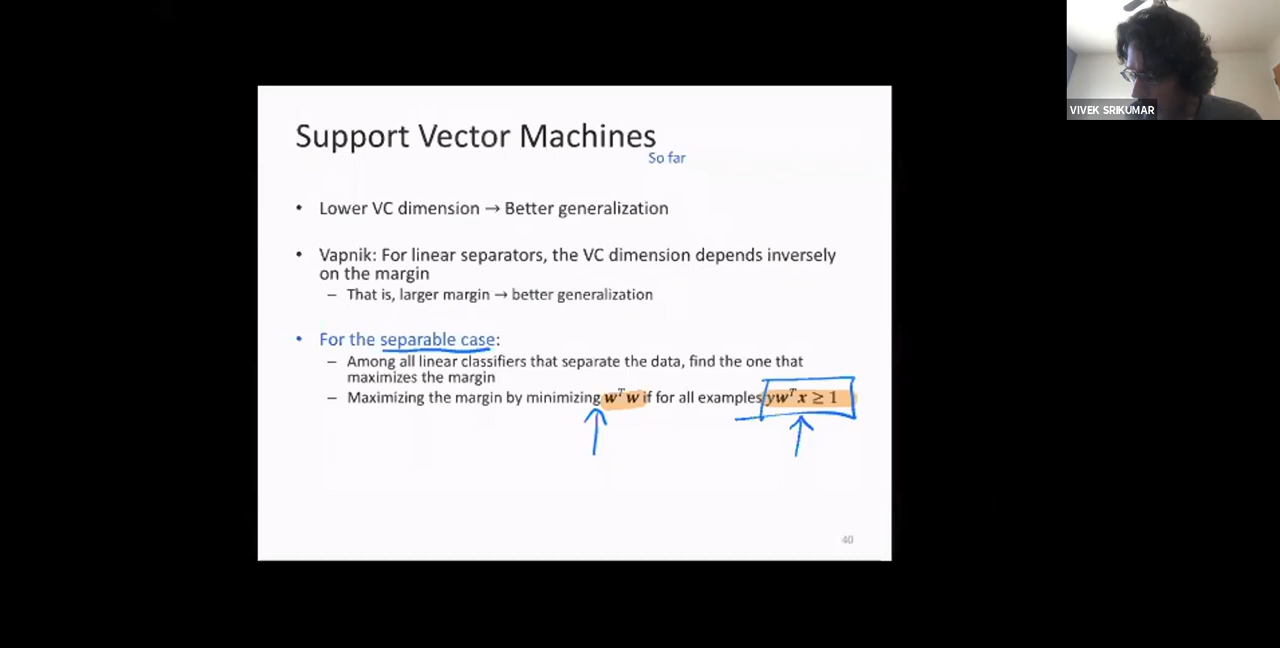 VIVEK SRIKUMAR
Support Vector Machines
So far
• Lower VC dimension → Better generalization
• Vapnik: For linear separators, the VC dimension depends inversely
on the margin
– That is, larger margin → better generalization
• For the separable case:
– Among all linear classifiers that separate the data, find the one that
maximizes the margin
– Maximizing the margin by minimizing wᵀw if for all examples ywᵀx ≥ 1
40